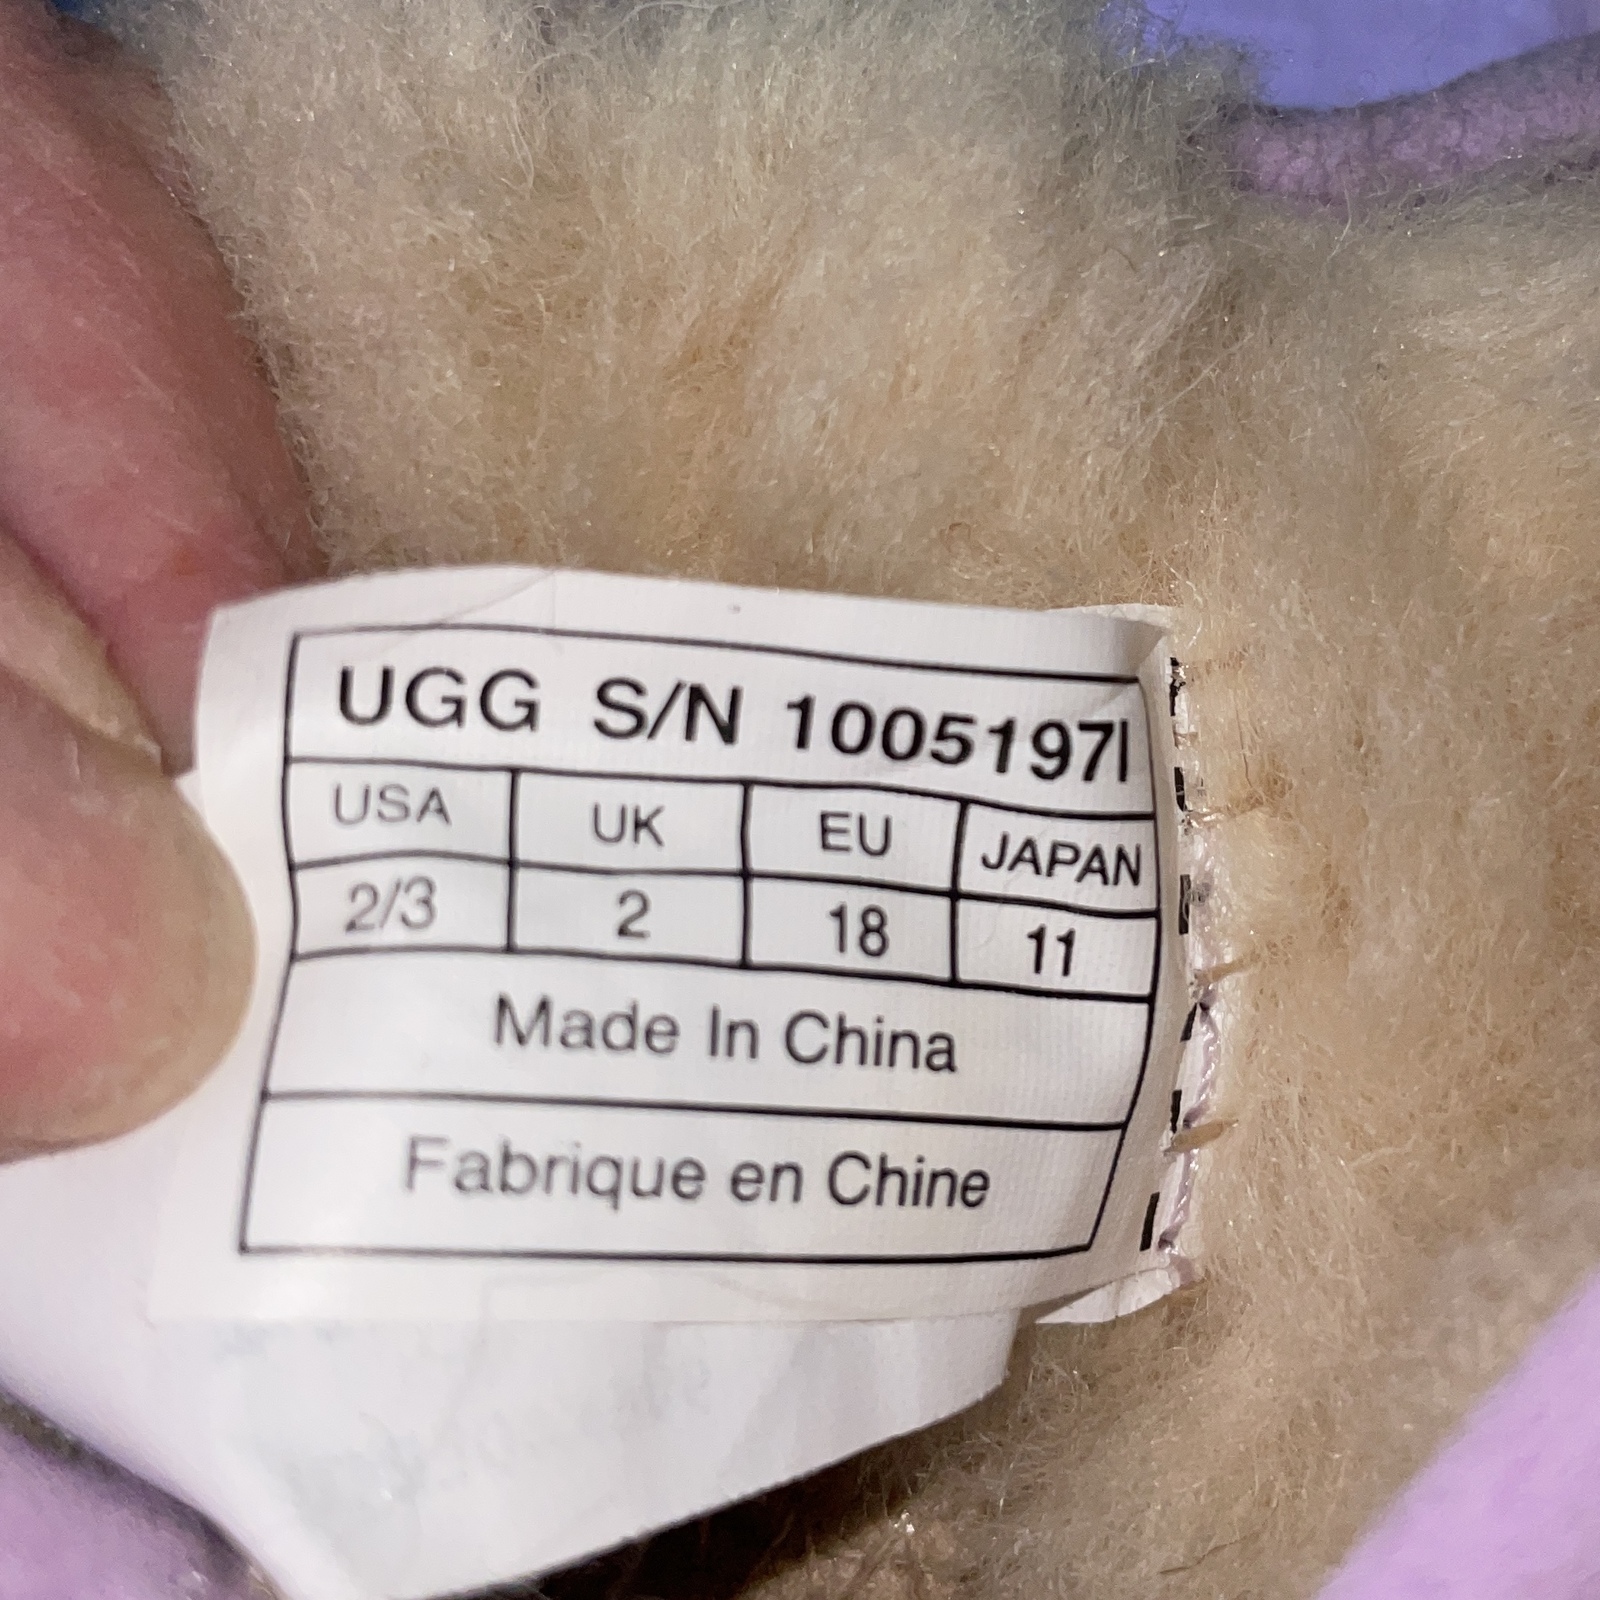 UGG S/N 1005197I
USA UK EU JAPAN
2/3 2 18 11
Made In China
Fabrique en Chine